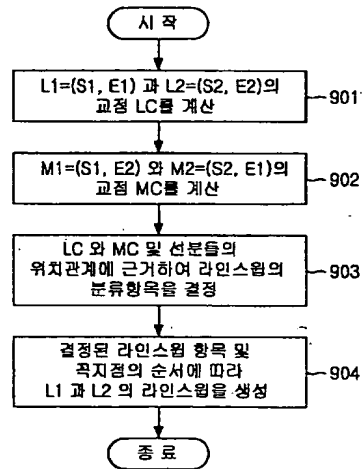 시 작
L1=(S1, E1) 과 L2=(S2, E2)의
교점 LC를 계산
901
M1=(S1, E2) 와 M2=(S2, E1)의
교점 MC를 계산
902
LC 와 MC 및 선분들의
위치관계에 근거하여 라인스윕의
분류항목을 결정
903
결정된 라인스윕 항목 및
꼭지점의 순서에 따라
L1 과 L2 의 라인스윕을 생성
904
종 료